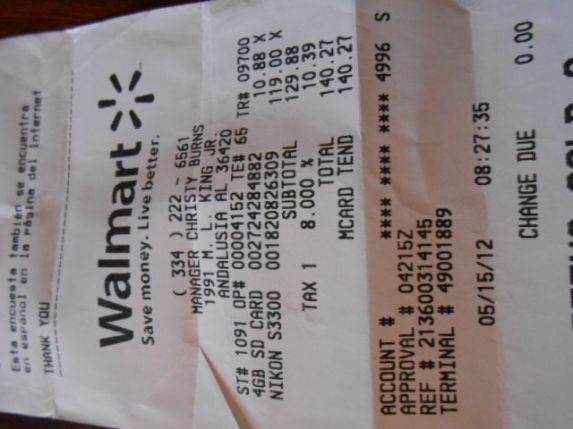 Esta encuesta también se encuentra
en español en la página del Internet
THANK YOU
Walmart
Save money. Live better.
( 334 ) 222 - 6561
MANAGER CHRISTY BURNS
1991 M. L. KING JR.
ANDALUSIA AL 36420
ST# 1091 OP# 00004152 TE# 65 TR# 09700
4GB SD CARD 002724284882 10.88 X
NIKON S3300 001820826309 119.00 X
SUBTOTAL 129.88
TAX 1 8.000 % 10.39
TOTAL 140.27
MCARD TEND 140.27
ACCOUNT # **** **** **** 4996 S
APPROVAL # 04215Z
REF # 213600314145
TERMINAL # 49001889
05/15/12 08:27:35
CHANGE DUE 0.00